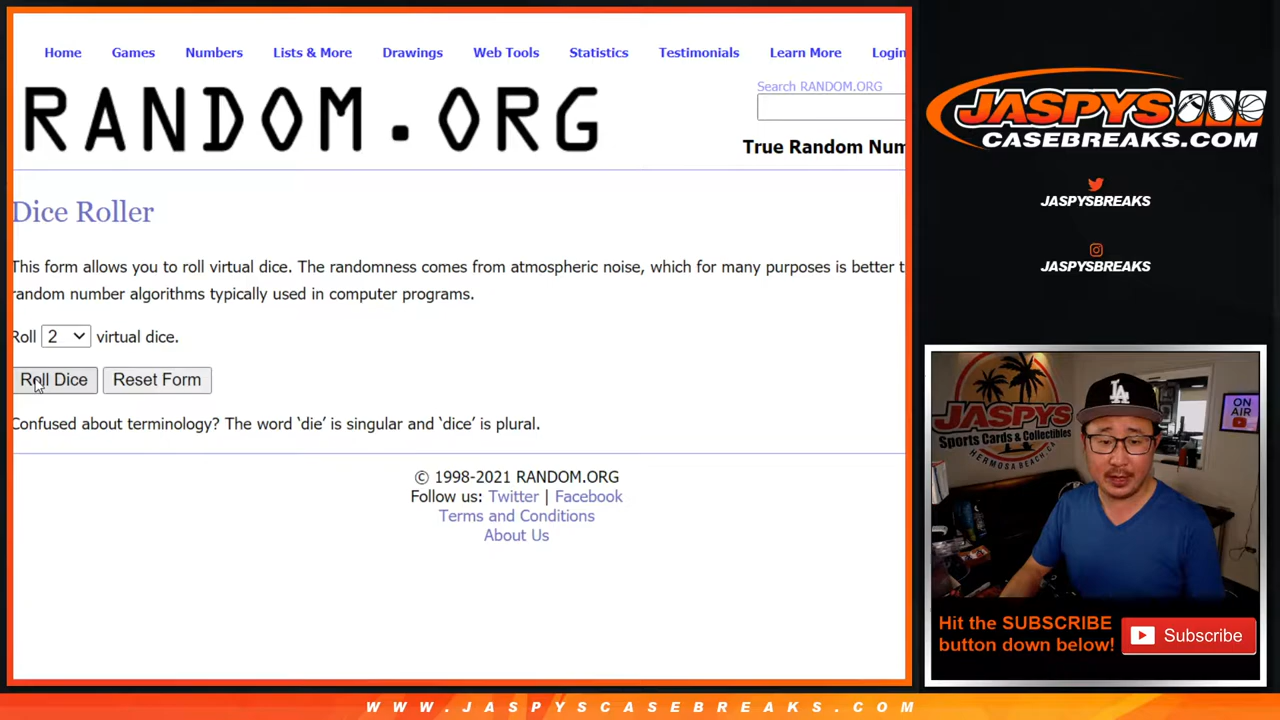 Home Games Numbers Lists & More Drawings Web Tools Statistics Testimonials Learn More Login
RANDOM.ORG
Search RANDOM.ORG
True Random Num
Dice Roller
This form allows you to roll virtual dice. The randomness comes from atmospheric noise, which for many purposes is better t
random number algorithms typically used in computer programs.
Roll 2 virtual dice.
Roll Dice Reset Form
Confused about terminology? The word ‘die’ is singular and ‘dice’ is plural.
© 1998-2021 RANDOM.ORG
Follow us: Twitter | Facebook
Terms and Conditions
About Us
JASPYS
CASEBREAKS.COM
JASPYSBREAKS
JASPYSBREAKS
JASPYS
Sports Cards & Collectibles
HERMOSA BEACH, CA
LA
ON
AIR
Hit the SUBSCRIBE
button down below!
Subscribe
WWW.JASPYSCASEBREAKS.COM